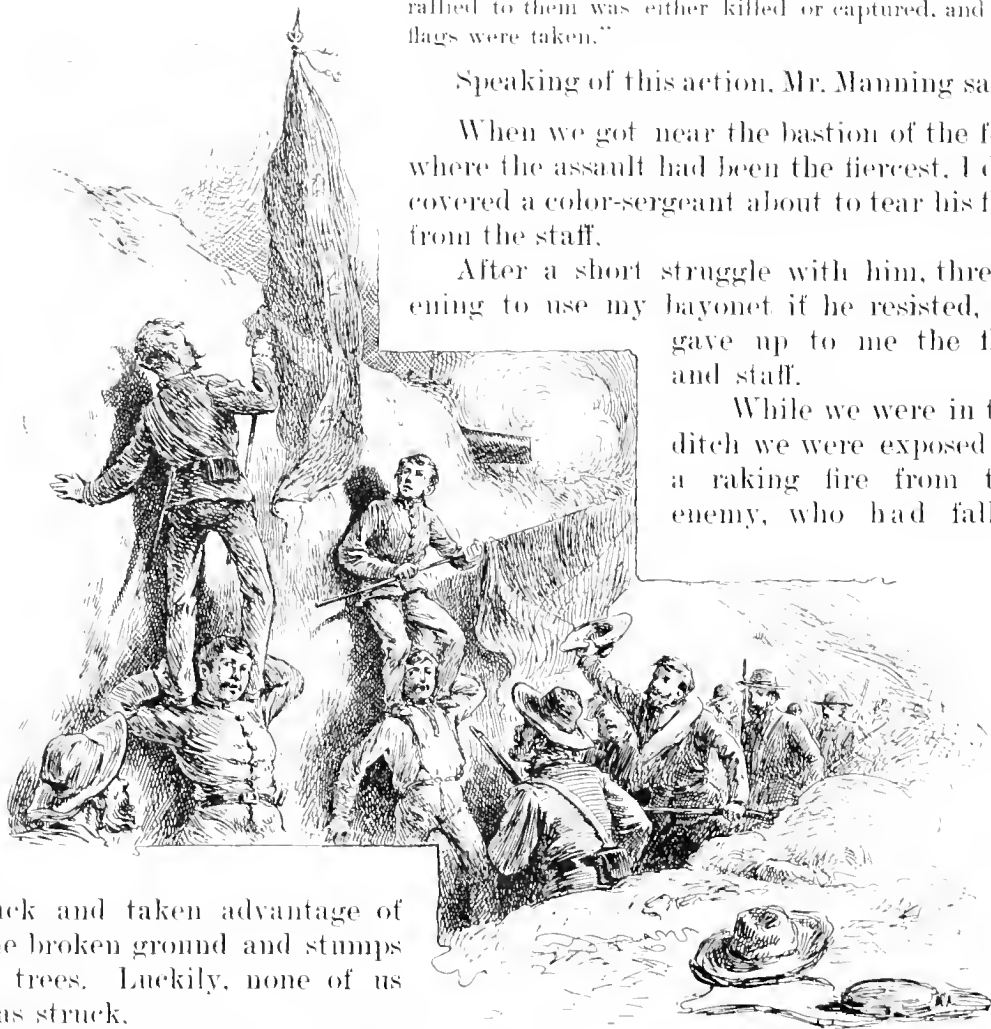 rallied to them was either killed or captured, and
flags were taken."
Speaking of this action, Mr. Manning sa
When we got near the bastion of the f
where the assault had been the fiercest, I d
covered a color-sergeant about to tear his f
from the staff.
After a short struggle with him, thre
ening to use my bayonet if he resisted,
gave up to me the fl
and staff.
While we were in t
ditch we were exposed
a raking fire from t
enemy, who had fall
ck and taken advantage of
e broken ground and stumps
trees. Luckily, none of us
as struck.